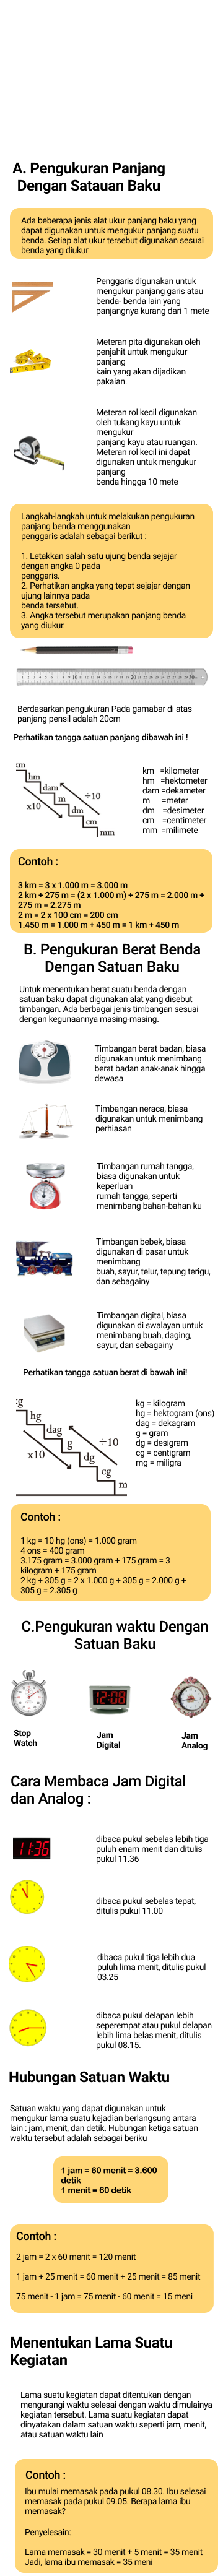 A. Pengukuran Panjang
Dengan Satauan Baku
Ada beberapa jenis alat ukur panjang baku yang
dapat digunakan untuk mengukur panjang suatu
benda. Setiap alat ukur tersebut digunakan sesuai
benda yang diukur
Penggaris digunakan untuk
mengukur panjang garis atau
benda- benda lain yang
panjangnya kurang dari 1 mete
Meteran pita digunakan oleh
penjahit untuk mengukur
panjang
kain yang akan dijadikan
pakaian.
Meteran rol kecil digunakan
oleh tukang kayu untuk
mengukur
panjang kayu atau ruangan.
Meteran rol kecil ini dapat
digunakan untuk mengukur
panjang
benda hingga 10 mete
Langkah-langkah untuk melakukan pengukuran
panjang benda menggunakan
penggaris adalah sebagai berikut :
1. Letakkan salah satu ujung benda sejajar
dengan angka 0 pada
penggaris.
2. Perhatikan angka yang tepat sejajar dengan
ujung lainnya pada
benda tersebut.
3. Angka tersebut merupakan panjang benda
yang diukur.
Berdasarkan pengukuran Pada gamabar di atas
panjang pensil adalah 20cm
Perhatikan tangga satuan panjang dibawah ini !
km
hm
dam
m
dm
cm
mm
x10
÷10
km =kilometer
hm =hektometer
dam =dekameter
m =meter
dm =desimeter
cm =centimeter
mm =milimete
Contoh :
3 km = 3 x 1.000 m = 3.000 m
2 km + 275 m = (2 x 1.000 m) + 275 m = 2.000 m +
275 m = 2.275 m
2 m = 2 x 100 cm = 200 cm
1.450 m = 1.000 m + 450 m = 1 km + 450 m
B. Pengukuran Berat Benda
Dengan Satuan Baku
Untuk menentukan berat suatu benda dengan
satuan baku dapat digunakan alat yang disebut
timbangan. Ada berbagai jenis timbangan sesuai
dengan kegunaannya masing-masing.
Timbangan berat badan, biasa
digunakan untuk menimbang
berat badan anak-anak hingga
dewasa
Timbangan neraca, biasa
digunakan untuk menimbang
perhiasan
Timbangan rumah tangga,
biasa digunakan untuk
keperluan
rumah tangga, seperti
menimbang bahan-bahan ku
Timbangan bebek, biasa
digunakan di pasar untuk
menimbang
buah, sayur, telur, tepung terigu,
dan sebagainy
Timbangan digital, biasa
digunakan di swalayan untuk
menimbang buah, daging,
sayur, dan sebagainy
Perhatikan tangga satuan berat di bawah ini!
kg
hg
dag
g
dg
cg
m
x10
÷10
kg = kilogram
hg = hektogram (ons)
dag = dekagram
g = gram
dg = desigram
cg = centigram
mg = miligra
Contoh :
1 kg = 10 hg (ons) = 1.000 gram
4 ons = 400 gram
3.175 gram = 3.000 gram + 175 gram = 3
kilogram + 175 gram
2 kg + 305 g = 2 x 1.000 g + 305 g = 2.000 g +
305 g = 2.305 g
C.Pengukuran waktu Dengan
Satuan Baku
12:08
Stop
Watch
Jam
Digital
Jam
Analog
Cara Membaca Jam Digital
dan Analog :
11:36
dibaca pukul sebelas lebih tiga
puluh enam menit dan ditulis
pukul 11.36
dibaca pukul sebelas tepat,
ditulis pukul 11.00
dibaca pukul tiga lebih dua
puluh lima menit, ditulis pukul
03.25
dibaca pukul delapan lebih
seperempat atau pukul delapan
lebih lima belas menit, ditulis
pukul 08.15.
Hubungan Satuan Waktu
Satuan waktu yang dapat digunakan untuk
mengukur lama suatu kejadian berlangsung antara
lain : jam, menit, dan detik. Hubungan ketiga satuan
waktu tersebut adalah sebagai beriku
1 jam = 60 menit = 3.600
detik
1 menit = 60 detik
Contoh :
2 jam = 2 x 60 menit = 120 menit
1 jam + 25 menit = 60 menit + 25 menit = 85 menit
75 menit - 1 jam = 75 menit - 60 menit = 15 meni
Menentukan Lama Suatu
Kegiatan
Lama suatu kegiatan dapat ditentukan dengan
mengurangi waktu selesai dengan waktu dimulainya
kegiatan tersebut. Lama suatu kegiatan dapat
dinyatakan dalam satuan waktu seperti jam, menit,
atau satuan waktu lain
Contoh :
Ibu mulai memasak pada pukul 08.30. Ibu selesai
memasak pada pukul 09.05. Berapa lama ibu
memasak?
Penyelesain:
Lama memasak = 30 menit + 5 menit = 35 menit
Jadi, lama ibu memasak = 35 meni